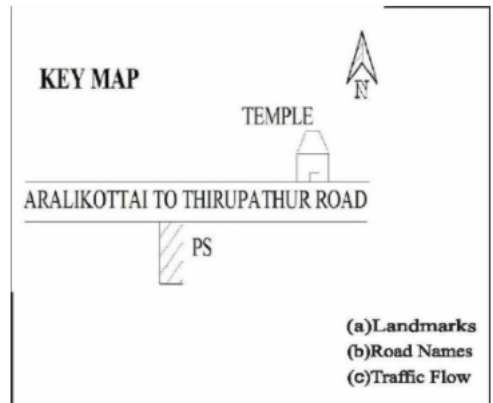 KEY MAP
N
TEMPLE
ARALIKOTTAI TO THIRUPATHUR ROAD
PS
(a)Landmarks
(b)Road Names
(c)Traffic Flow